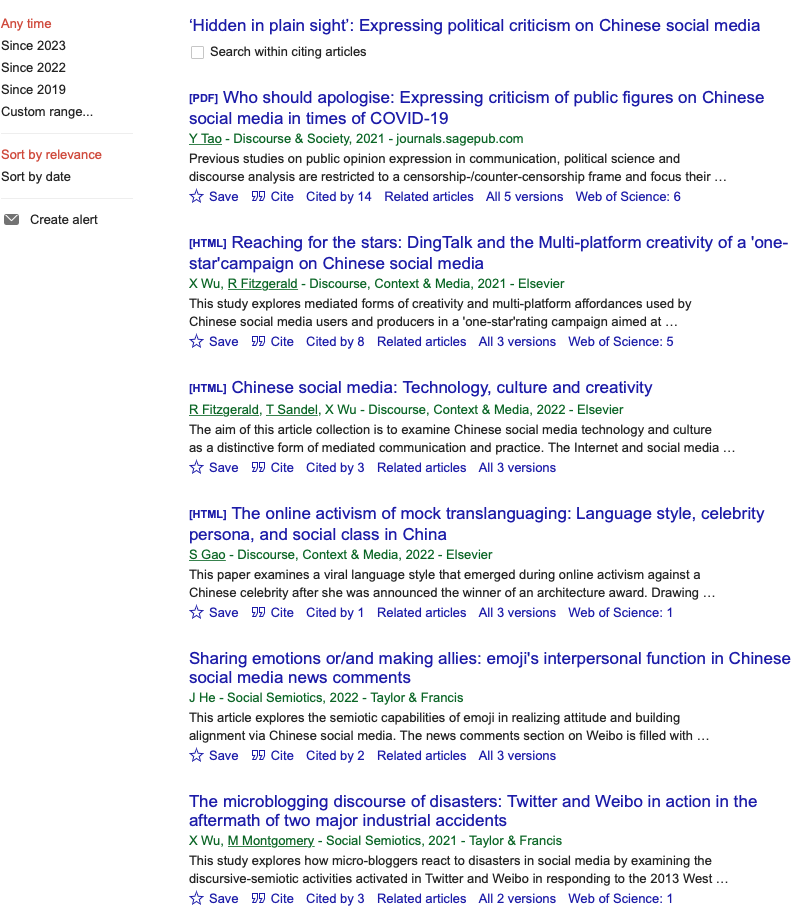 Any time
Since 2023
Since 2022
Since 2019
Custom range...
Sort by relevance
Sort by date
Create alert
‘Hidden in plain sight’: Expressing political criticism on Chinese social media
Search within citing articles
[PDF] Who should apologise: Expressing criticism of public figures on Chinese
social media in times of COVID-19
Y Tao - Discourse & Society, 2021 - journals.sagepub.com
Previous studies on public opinion expression in communication, political science and
discourse analysis are restricted to a censorship-/counter-censorship frame and focus their …
Save Cite Cited by 14 Related articles All 5 versions Web of Science: 6
[HTML] Reaching for the stars: DingTalk and the Multi-platform creativity of a 'one-
star'campaign on Chinese social media
X Wu, R Fitzgerald - Discourse, Context & Media, 2021 - Elsevier
This study explores mediated forms of creativity and multi-platform affordances used by
Chinese social media users and producers in a 'one-star'rating campaign aimed at …
Save Cite Cited by 8 Related articles All 3 versions Web of Science: 5
[HTML] Chinese social media: Technology, culture and creativity
R Fitzgerald, T Sandel, X Wu - Discourse, Context & Media, 2022 - Elsevier
The aim of this article collection is to examine Chinese social media technology and culture
as a distinctive form of mediated communication and practice. The Internet and social media …
Save Cite Cited by 3 Related articles All 3 versions
[HTML] The online activism of mock translanguaging: Language style, celebrity
persona, and social class in China
S Gao - Discourse, Context & Media, 2022 - Elsevier
This paper examines a viral language style that emerged during online activism against a
Chinese celebrity after she was announced the winner of an architecture award. Drawing …
Save Cite Cited by 1 Related articles All 3 versions Web of Science: 1
Sharing emotions or/and making allies: emoji's interpersonal function in Chinese
social media news comments
J He - Social Semiotics, 2022 - Taylor & Francis
This article explores the semiotic capabilities of emoji in realizing attitude and building
alignment via Chinese social media. The news comments section on Weibo is filled with …
Save Cite Cited by 2 Related articles All 3 versions
The microblogging discourse of disasters: Twitter and Weibo in action in the
aftermath of two major industrial accidents
X Wu, M Montgomery - Social Semiotics, 2021 - Taylor & Francis
This study explores how micro-bloggers react to disasters in social media by examining the
discursive-semiotic activities activated in Twitter and Weibo in responding to the 2013 West …
Save Cite Cited by 3 Related articles All 2 versions Web of Science: 1